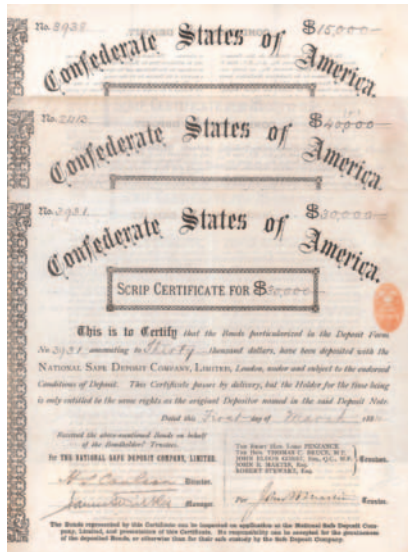 No. 3938 $15,000
Confederate States of America.
No. $40,000
Confederate States of America.
No. 3931. $30,000
Confederate States of America.
SCRIP CERTIFICATE FOR $30,000
This is to Certify that the Bonds particularized in the Deposit Form
No 3931 amounting to Thirty thousand dollars, have been deposited with the
NATIONAL SAFE DEPOSIT COMPANY, LIMITED, London, under and subject to the endorsed
Conditions of Deposit. This Certificate passes by delivery, but the Holder for the time being
is only entitled to the same rights as the original Depositor named in the said Deposit Note.
Dated this First day of March 188
Received the above-mentioned Bonds on behalf
of the Bondholders' Trustees.
For THE NATIONAL SAFE DEPOSIT COMPANY, LIMITED.
Director.
Manager.
THE RIGHT HON. LORD PENZANCE
THE HON. THOMAS C. BRUCE, M.P.
JOHN ELDON GORST, Esq., Q.C., M.P.
JOHN R. MARTER, Esq.
ROBERT STEWART, Esq.
Trustees.
For Trustee.
The Bonds represented by this Certificate can be inspected on application at the National Safe Deposit Com-
pany, Limited, and presentation of this Certificate. No responsibility can be accepted for the genuineness
of the deposited Bonds, or otherwise than for their safe custody by the Safe Deposit Company.